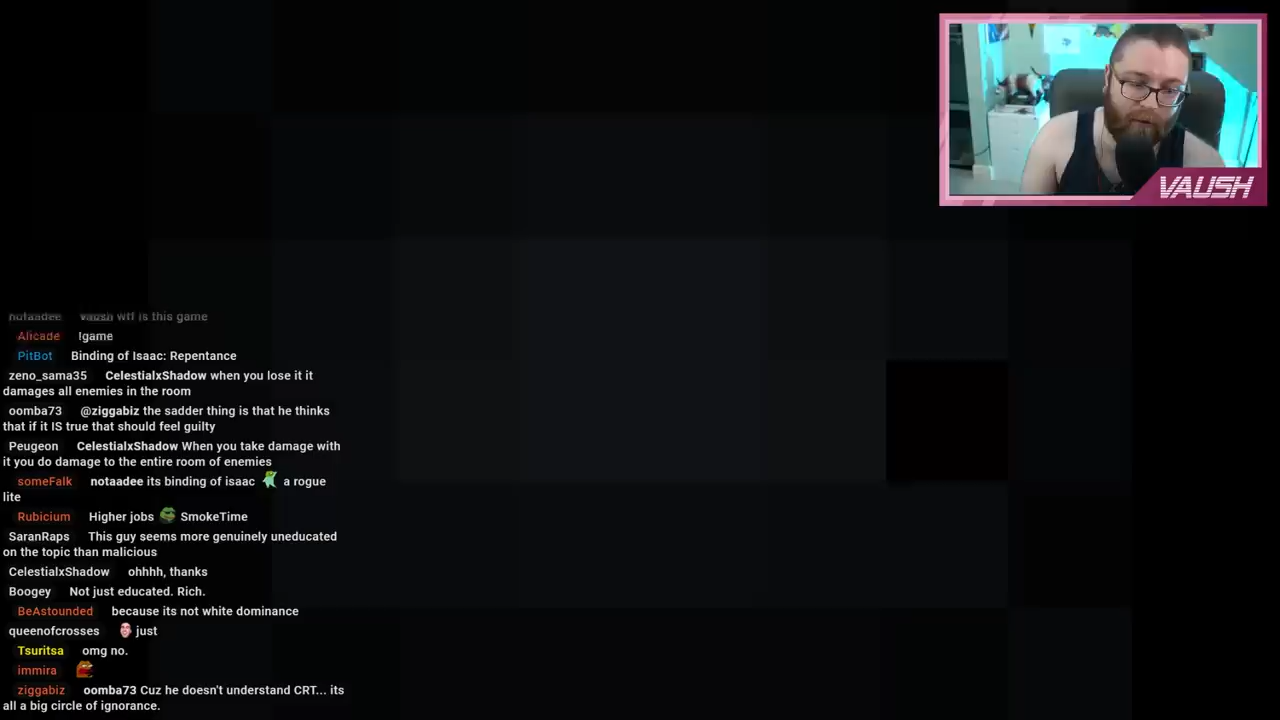 VAUSH
notaadee Vaush wtf is this game
Alicade !game
PitBot Binding of Isaac: Repentance
zeno_sama35 CelestialxShadow when you lose it it
damages all enemies in the room
oomba73 @ziggabiz the sadder thing is that he thinks
that if it IS true that should feel guilty
Peugeon CelestialxShadow When you take damage with
it you do damage to the entire room of enemies
someFalk notaadee its binding of isaac a rogue
lite
Rubicium Higher jobs SmokeTime
SaranRaps This guy seems more genuinely uneducated
on the topic than malicious
CelestialxShadow ohhhh, thanks
Boogey Not just educated. Rich.
BeAstounded because its not white dominance
queenofcrosses just
Tsuritsa omg no.
immira
ziggabiz oomba73 Cuz he doesn't understand CRT... its
all a big circle of ignorance.